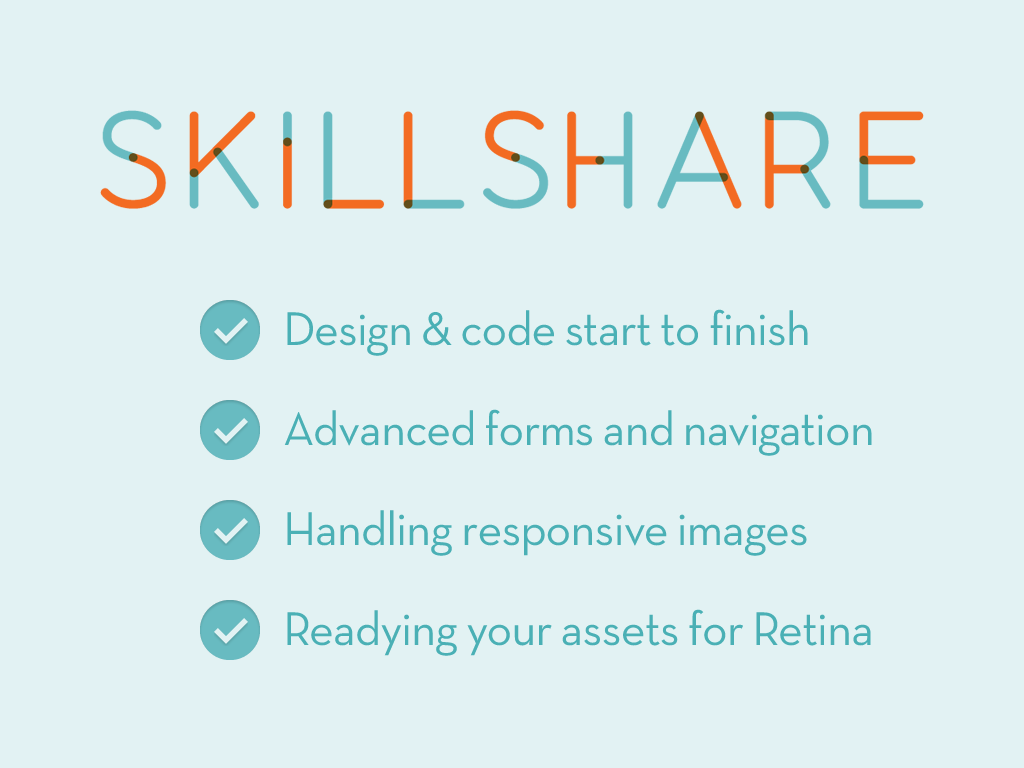 SKILLSHARE
Design & code start to finish
Advanced forms and navigation
Handling responsive images
Readying your assets for Retina